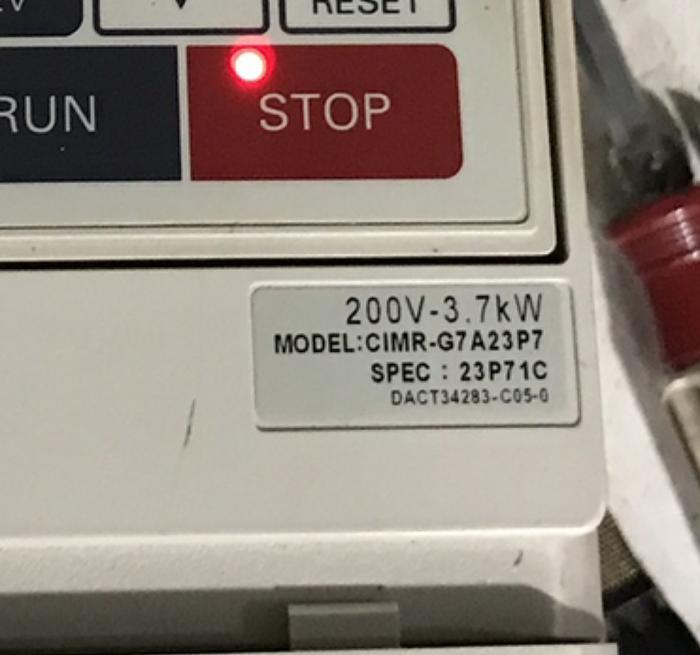 RESET
RUN
STOP
200V-3.7kW
MODEL:CIMR-G7A23P7
SPEC : 23P71C
DACT34283-C05-0